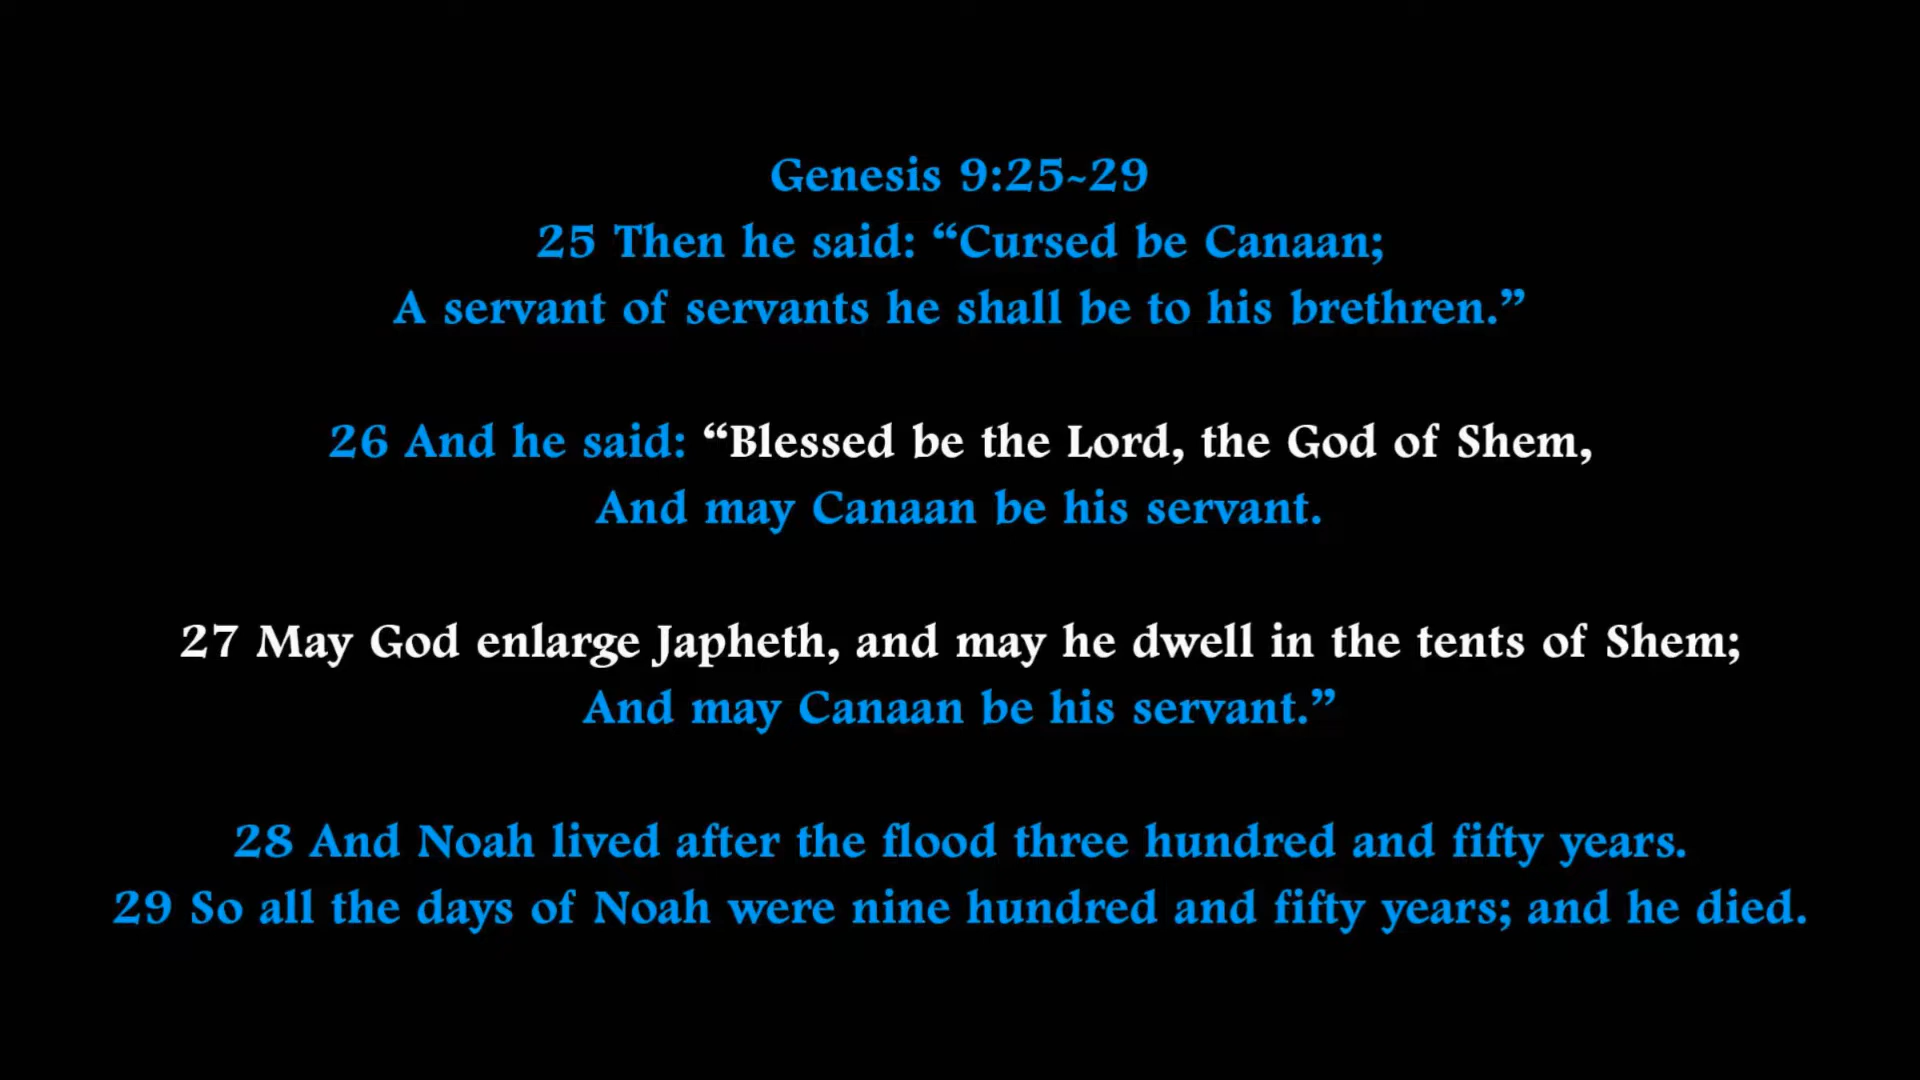 Genesis 9:25~29
25 Then he said: “Cursed be Canaan;
A servant of servants he shall be to his brethren.”
26 And he said: “Blessed be the Lord, the God of Shem,
And may Canaan be his servant.
27 May God enlarge Japheth, and may he dwell in the tents of Shem;
And may Canaan be his servant.”
28 And Noah lived after the flood three hundred and fifty years.
29 So all the days of Noah were nine hundred and fifty years; and he died.